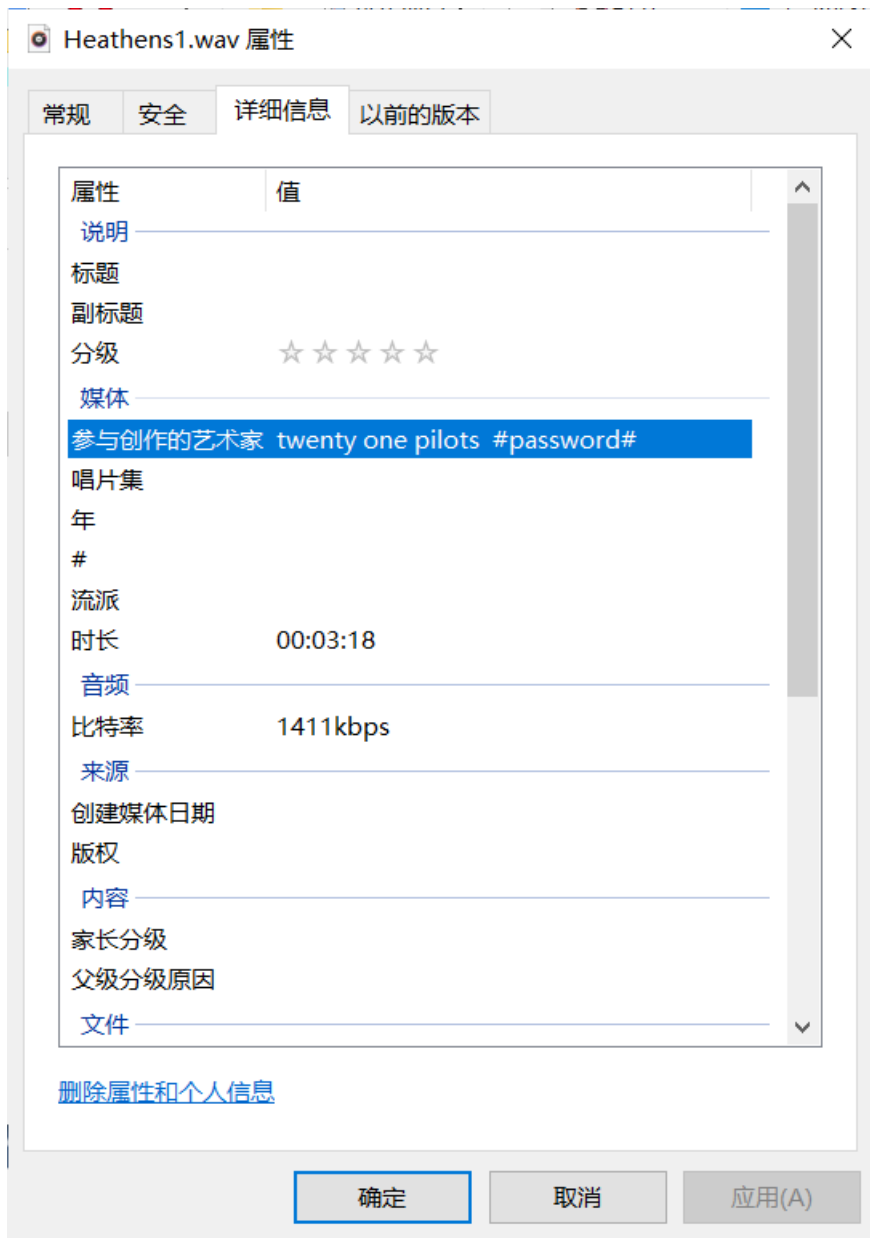 Heathens1.wav 属性
常规 安全 详细信息 以前的版本
属性 值
说明
标题
副标题
分级 ☆☆☆☆☆
媒体
参与创作的艺术家 twenty one pilots  #password#
唱片集
年
#
流派
时长 00:03:18
音频
比特率 1411kbps
来源
创建媒体日期
版权
内容
家长分级
父级分级原因
文件
删除属性和个人信息
确定 取消 应用(A)